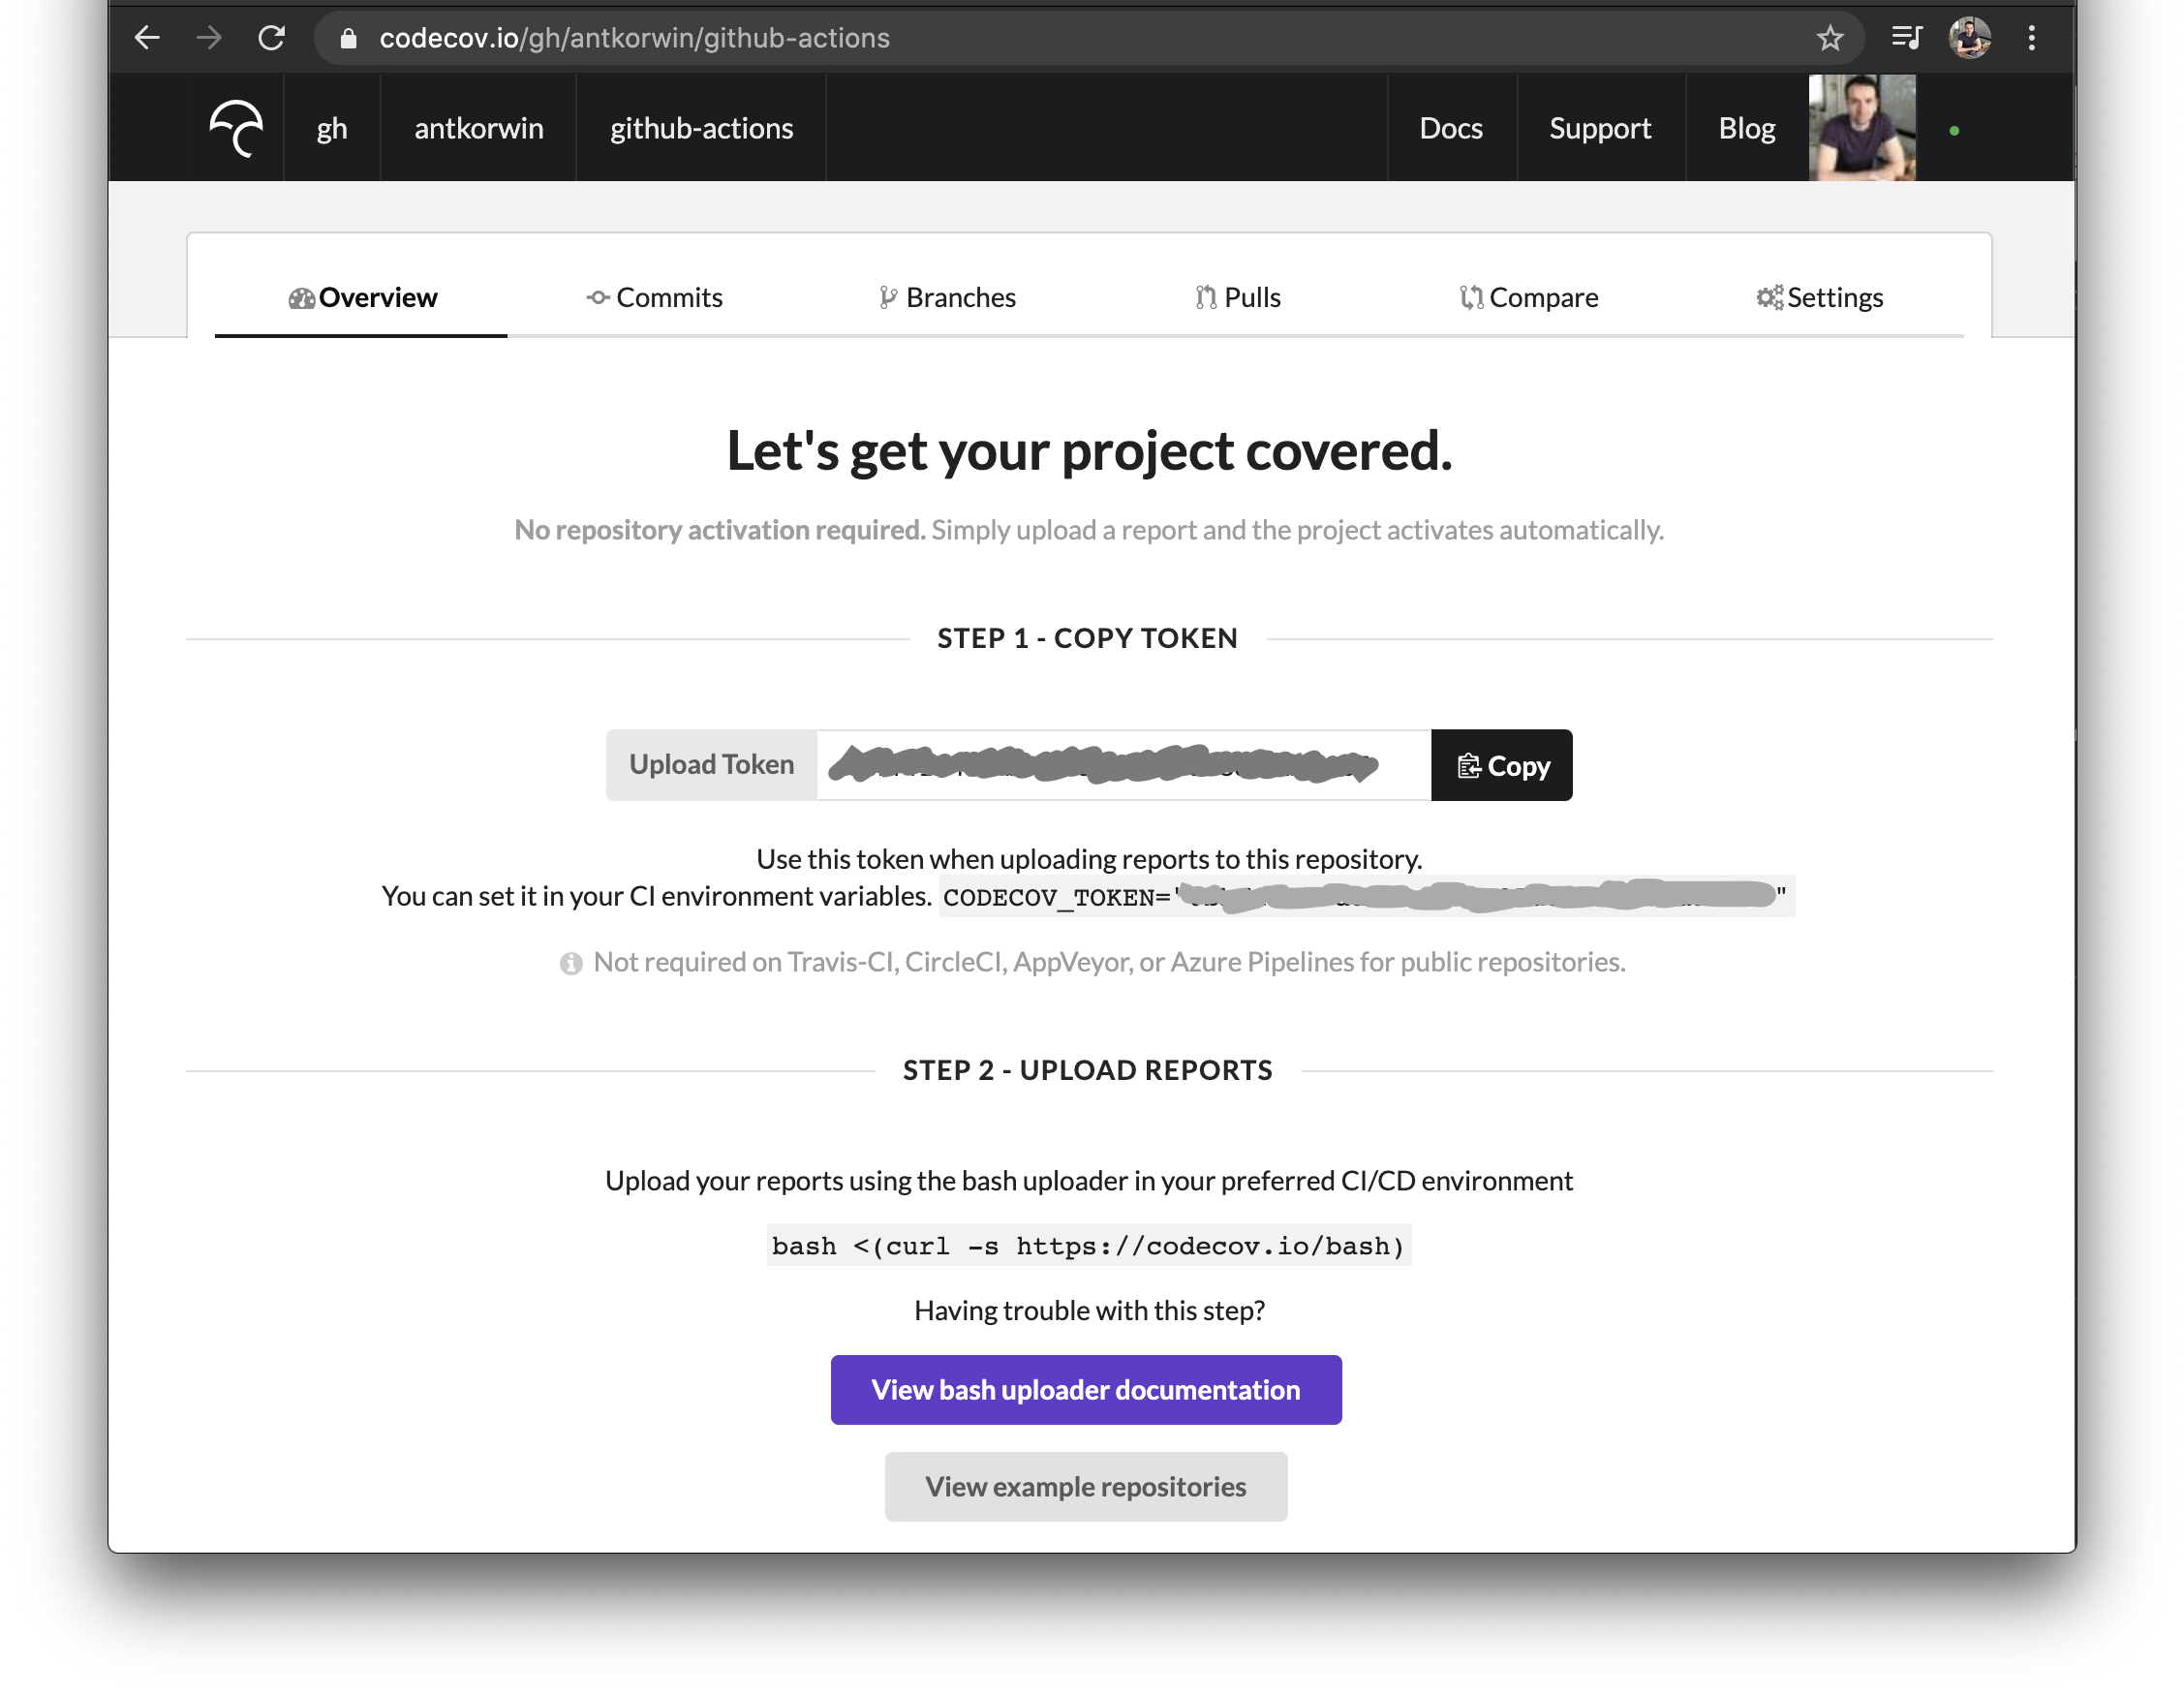 codecov.io/gh/antkorwin/github-actions
gh antkorwin github-actions Docs Support Blog
Overview Commits Branches Pulls Compare Settings
Let's get your project covered.
No repository activation required. Simply upload a report and the project activates automatically.
STEP 1 - COPY TOKEN
Upload Token Copy
Use this token when uploading reports to this repository.
You can set it in your CI environment variables. CODECOV_TOKEN=" "
Not required on Travis-CI, CircleCI, AppVeyor, or Azure Pipelines for public repositories.
STEP 2 - UPLOAD REPORTS
Upload your reports using the bash uploader in your preferred CI/CD environment
bash <(curl -s https://codecov.io/bash)
Having trouble with this step?
View bash uploader documentation
View example repositories